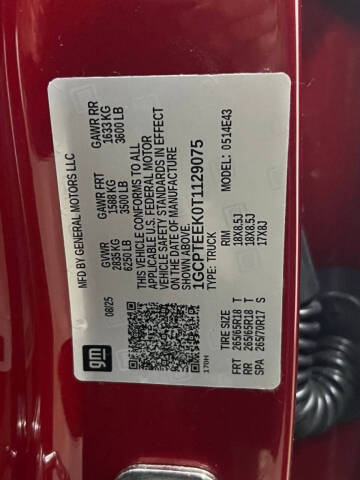 MFD BY GENERAL MOTORS LLC
08/25
GVWR
2835 KG
6250 LB
GAWR FRT
1588 KG
3500 LB
GAWR RR
1633 KG
3600 LB
THIS VEHICLE CONFORMS TO ALL
APPLICABLE U.S. FEDERAL MOTOR
VEHICLE SAFETY STANDARDS IN EFFECT
ON THE DATE OF MANUFACTURE
SHOWN ABOVE.
1GCPTEEK0T1129075
TYPE: TRUCK
MODEL: 0514E43
TIRE SIZE RIM
FRT 265/65R18 T 18X8.5J
RR 265/65R18 T 18X8.5J
SPA 265/70R17 S 17X8J
gm
170H